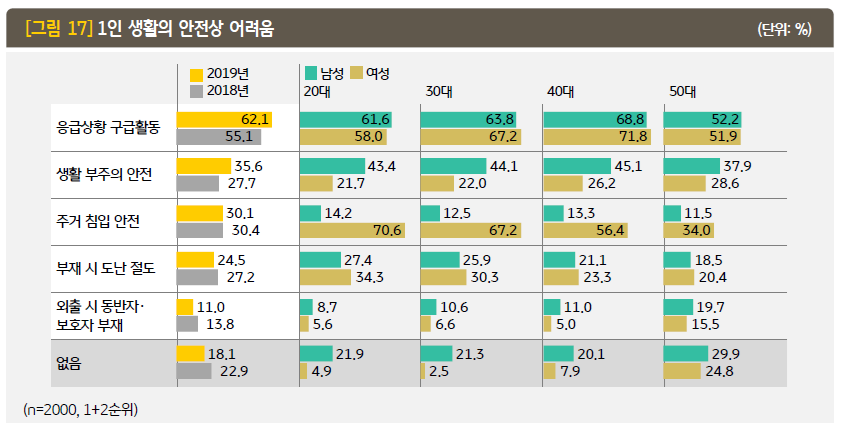 [그림 17] 1인 생활의 안전상 어려움
(단위: %)
2019년
2018년
남성 여성
20대 30대 40대 50대
응급상황 구급활동
62.1 61.6 63.8 68.8 52.2
55.1 58.0 67.2 71.8 51.9
생활 부주의 안전
35.6 43.4 44.1 45.1 37.9
27.7 21.7 22.0 26.2 28.6
주거 침입 안전
30.1 14.2 12.5 13.3 11.5
30.4 70.6 67.2 56.4 34.0
부재 시 도난 절도
24.5 27.4 25.9 21.1 18.5
27.2 34.3 30.3 23.3 20.4
외출 시 동반자·
보호자 부재
11.0 8.7 10.6 11.0 19.7
13.8 5.6 6.6 5.0 15.5
없음
18.1 21.9 21.3 20.1 29.9
22.9 4.9 2.5 7.9 24.8
(n=2000, 1+2순위)